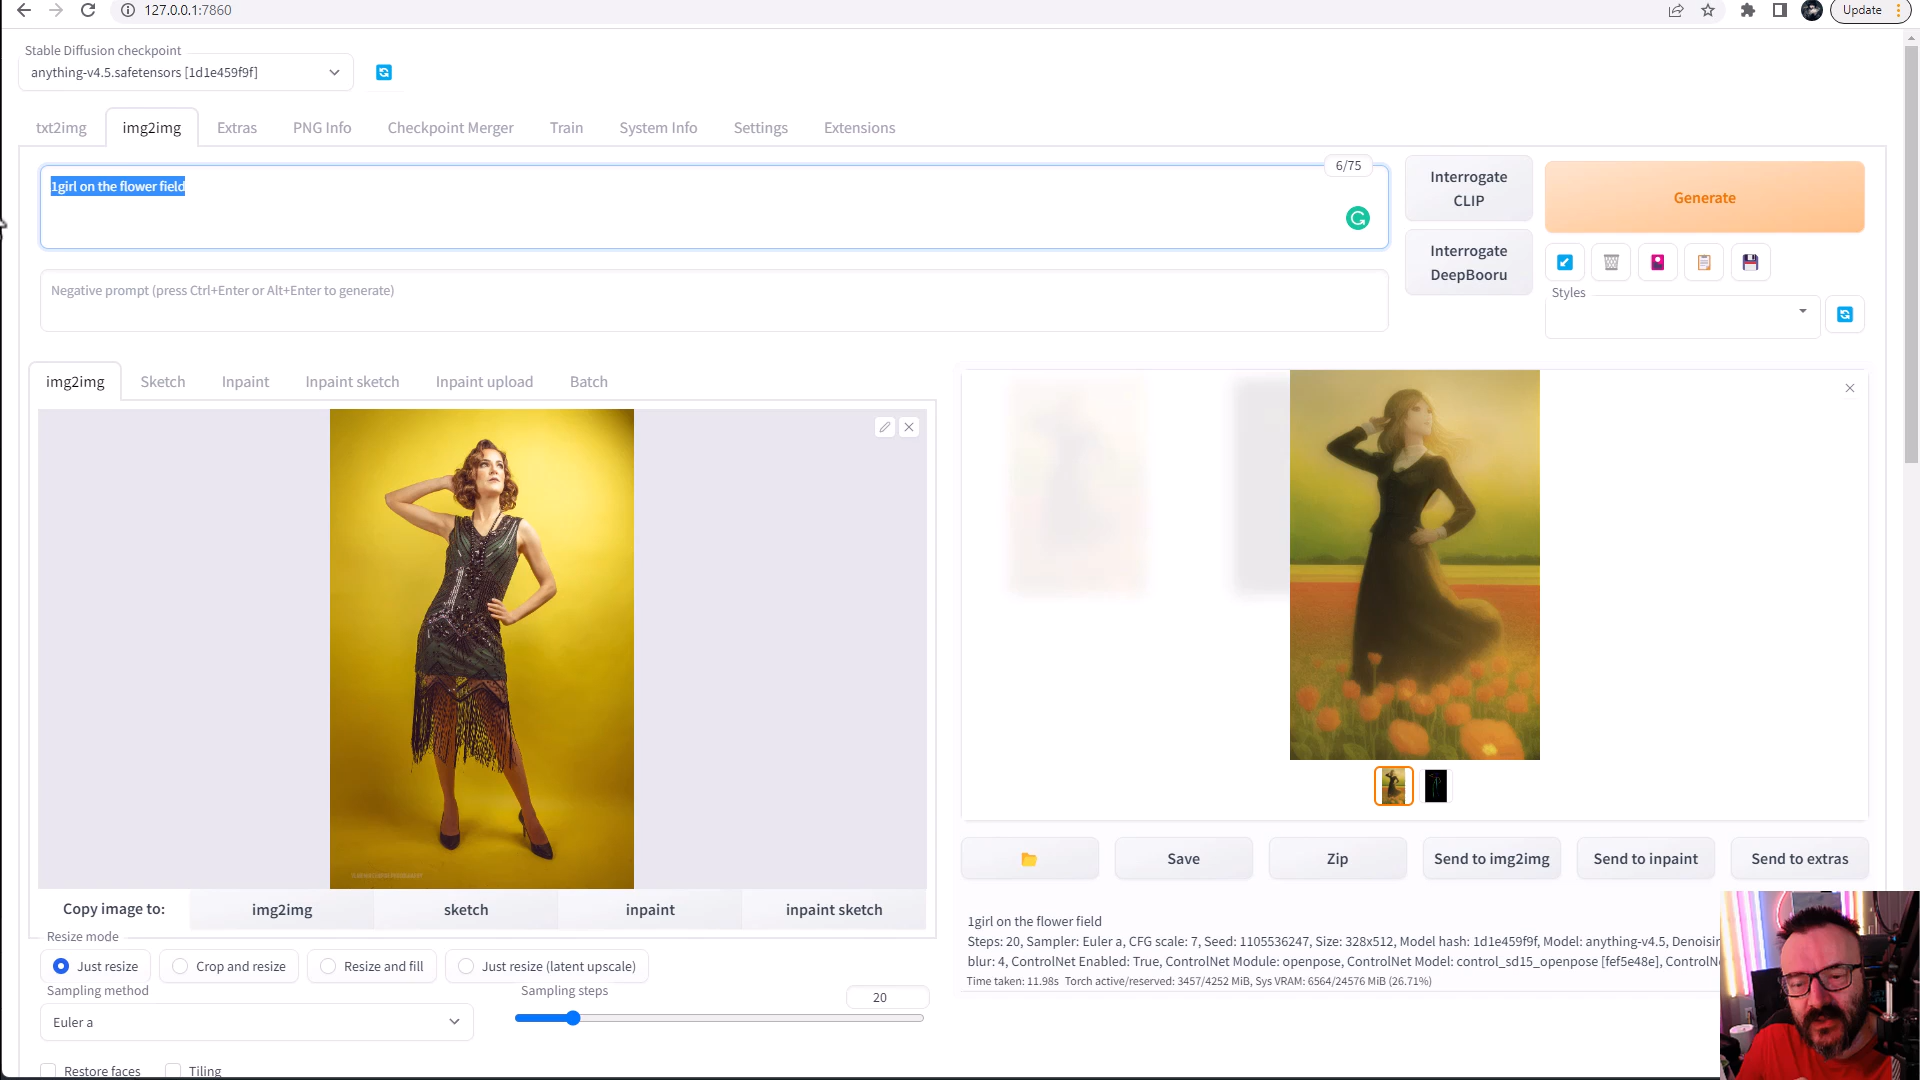 127.0.0.1:7860
Update
Stable Diffusion checkpoint
anything-v4.5.safetensors [1d1e459f9f]
txt2img
img2img
Extras
PNG Info
Checkpoint Merger
Train
System Info
Settings
Extensions
6/75
1girl on the flower field
Interrogate
CLIP
Generate
Interrogate
DeepBooru
Negative prompt (press Ctrl+Enter or Alt+Enter to generate)
Styles
img2img
Sketch
Inpaint
Inpaint sketch
Inpaint upload
Batch
Save
Zip
Send to img2img
Send to inpaint
Send to extras
Copy image to:
img2img
sketch
inpaint
inpaint sketch
Resize mode
Just resize
Crop and resize
Resize and fill
Just resize (latent upscale)
Sampling method
Sampling steps
20
Euler a
Restore faces
Tiling
1girl on the flower field
Steps: 20, Sampler: Euler a, CFG scale: 7, Seed: 1105536247, Size: 328x512, Model hash: 1d1e459f9f, Model: anything-v4.5, Denoisin
blur: 4, ControlNet Enabled: True, ControlNet Module: openpose, ControlNet Model: control_sd15_openpose [fef5e48e], ControlN
Time taken: 11.98s Torch active/reserved: 3457/4252 MiB, Sys VRAM: 6564/24576 MiB (26.71%)